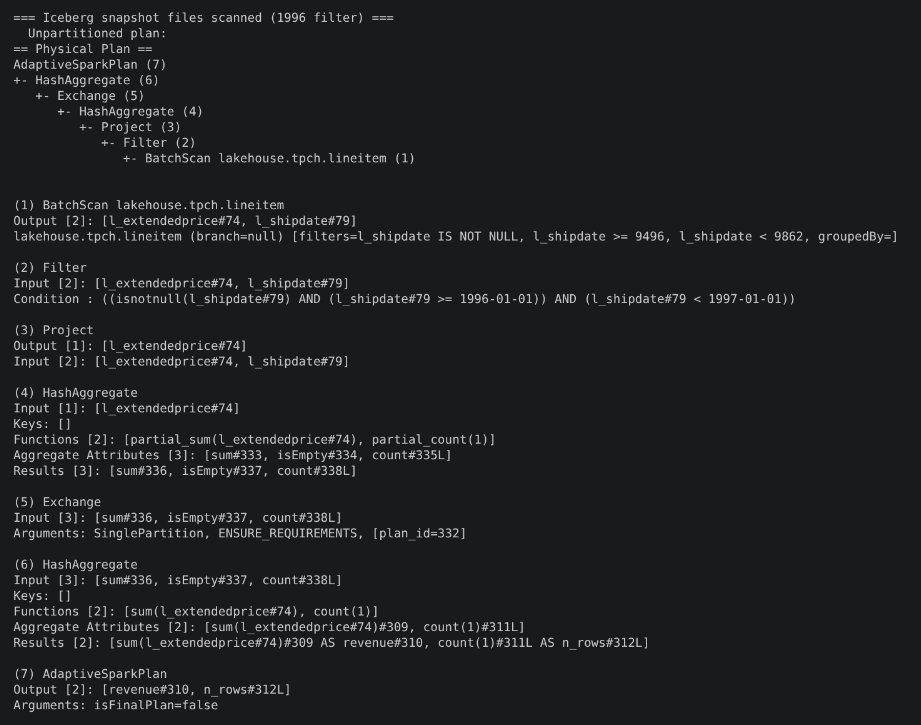 === Iceberg snapshot files scanned (1996 filter) ===
  Unpartitioned plan:
== Physical Plan ==
AdaptiveSparkPlan (7)
+- HashAggregate (6)
   +- Exchange (5)
      +- HashAggregate (4)
         +- Project (3)
            +- Filter (2)
               +- BatchScan lakehouse.tpch.lineitem (1)

(1) BatchScan lakehouse.tpch.lineitem
Output [2]: [l_extendedprice#74, l_shipdate#79]
lakehouse.tpch.lineitem (branch=null) [filters=l_shipdate IS NOT NULL, l_shipdate >= 9496, l_shipdate < 9862, groupedBy=]

(2) Filter
Input [2]: [l_extendedprice#74, l_shipdate#79]
Condition : ((isnotnull(l_shipdate#79) AND (l_shipdate#79 >= 1996-01-01)) AND (l_shipdate#79 < 1997-01-01))

(3) Project
Output [1]: [l_extendedprice#74]
Input [2]: [l_extendedprice#74, l_shipdate#79]

(4) HashAggregate
Input [1]: [l_extendedprice#74]
Keys: []
Functions [2]: [partial_sum(l_extendedprice#74), partial_count(1)]
Aggregate Attributes [3]: [sum#333, isEmpty#334, count#335L]
Results [3]: [sum#336, isEmpty#337, count#338L]

(5) Exchange
Input [3]: [sum#336, isEmpty#337, count#338L]
Arguments: SinglePartition, ENSURE_REQUIREMENTS, [plan_id=332]

(6) HashAggregate
Input [3]: [sum#336, isEmpty#337, count#338L]
Keys: []
Functions [2]: [sum(l_extendedprice#74), count(1)]
Aggregate Attributes [2]: [sum(l_extendedprice#74)#309, count(1)#311L]
Results [2]: [sum(l_extendedprice#74)#309 AS revenue#310, count(1)#311L AS n_rows#312L]

(7) AdaptiveSparkPlan
Output [2]: [revenue#310, n_rows#312L]
Arguments: isFinalPlan=false